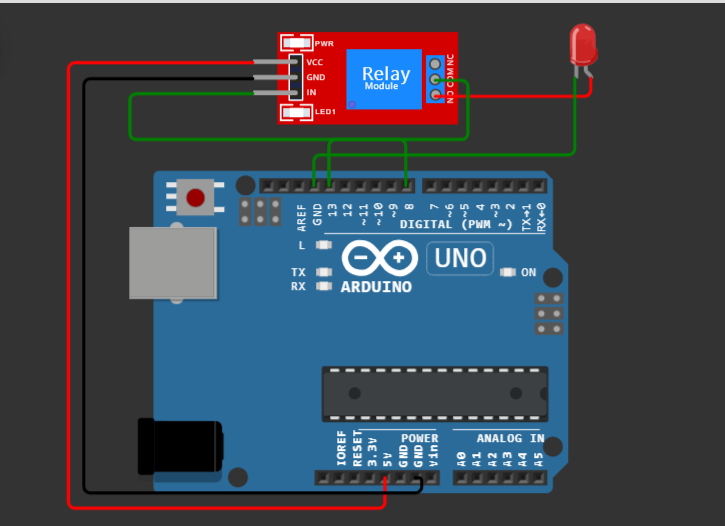 PWR
VCC
GND
IN
LED1
Relay
Module
NC
COM
NO
AREF
GND
13
12
~11
~10
~9
8
7
~6
~5
4
~3
2
TX→1
RX←0
DIGITAL (PWM ~)
L
TX
RX
UNO
ARDUINO
ON
POWER
ANALOG IN
IOREF
RESET
3.3V
5V
GND
GND
Vin
A0
A1
A2
A3
A4
A5